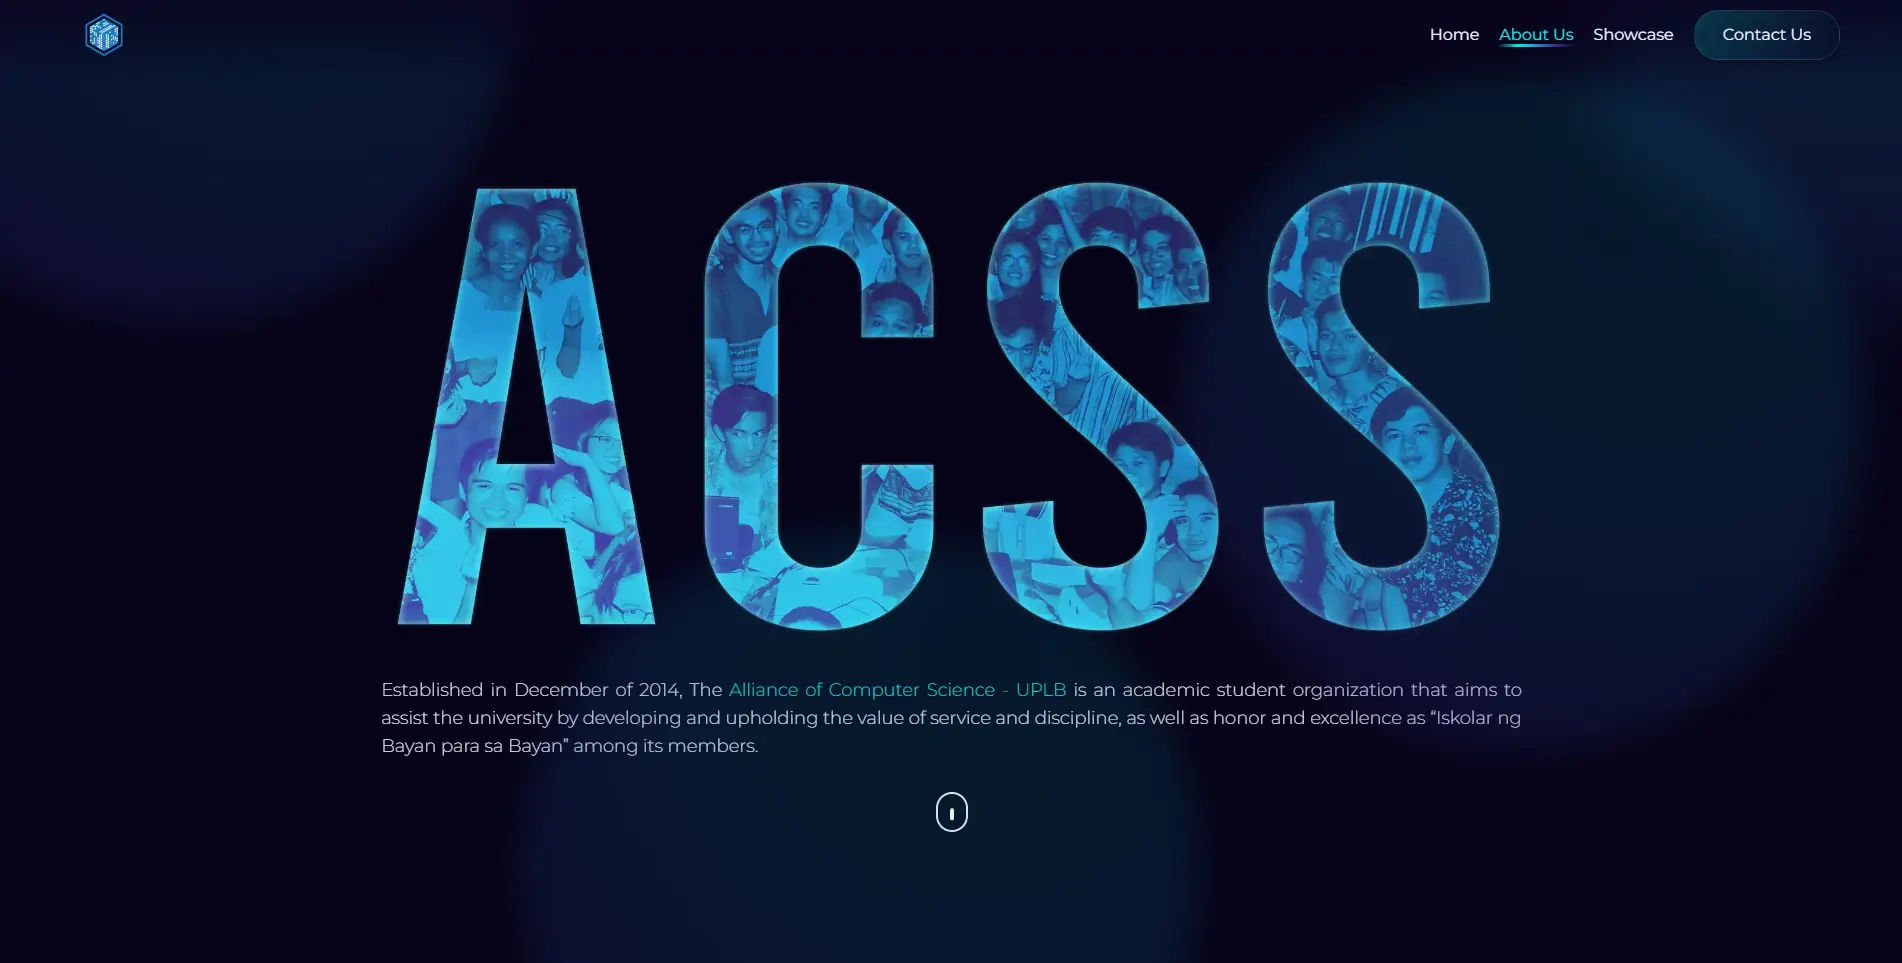 Home About Us Showcase Contact Us
ACSS
Established in December of 2014, The Alliance of Computer Science - UPLB is an academic student organization that aims to
assist the university by developing and upholding the value of service and discipline, as well as honor and excellence as “Iskolar ng
Bayan para sa Bayan” among its members.